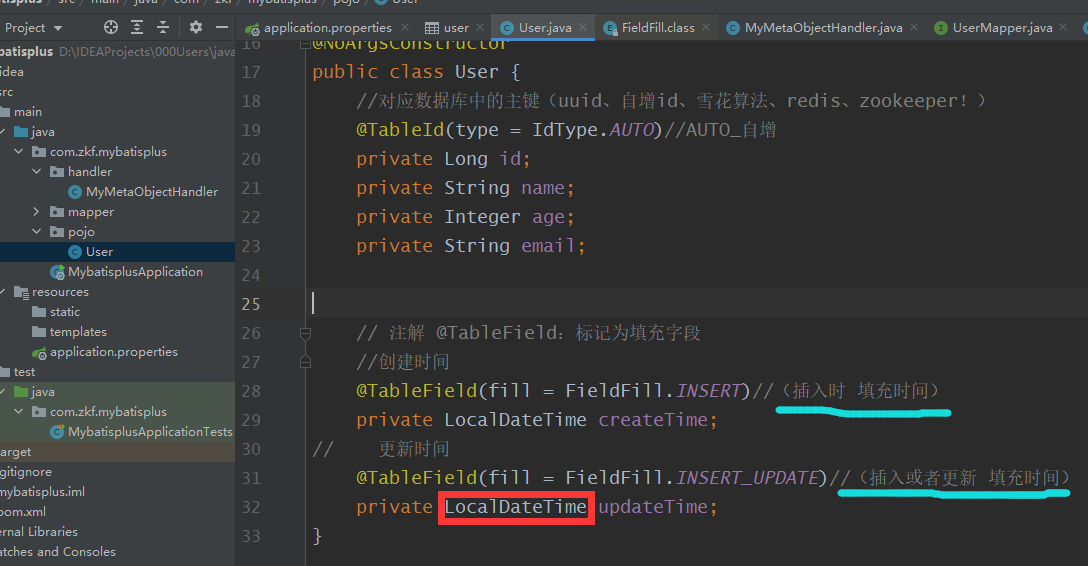 src main java com zkf mybatisplus pojo User
Project
application.properties
user
User.java
FieldFill.class
MyMetaObjectHandler.java
UserMapper.java
batisplus D:\IDEAProjects\000Users\java
idea
src
main
java
com.zkf.mybatisplus
handler
MyMetaObjectHandler
mapper
pojo
User
MybatisplusApplication
resources
static
templates
application.properties
test
java
com.zkf.mybatisplus
MybatisplusApplicationTests
arget
gitignore
mybatis.iml
pom.xml
ernal Libraries
atches and Consoles
16 @NoArgsConstructor
17 public class User {
18 //对应数据库中的主键（uuid、自增id、雪花算法、redis、zookeeper！）
19 @TableId(type = IdType.AUTO)//AUTO_自增
20 private Long id;
21 private String name;
22 private Integer age;
23 private String email;
24
25
26 // 注解 @TableField：标记为填充字段
27 //创建时间
28 @TableField(fill = FieldFill.INSERT)//（插入时 填充时间）
29 private LocalDateTime createTime;
30 // 更新时间
31 @TableField(fill = FieldFill.INSERT_UPDATE)//（插入或者更新 填充时间）
32 private LocalDateTime updateTime;
33 }